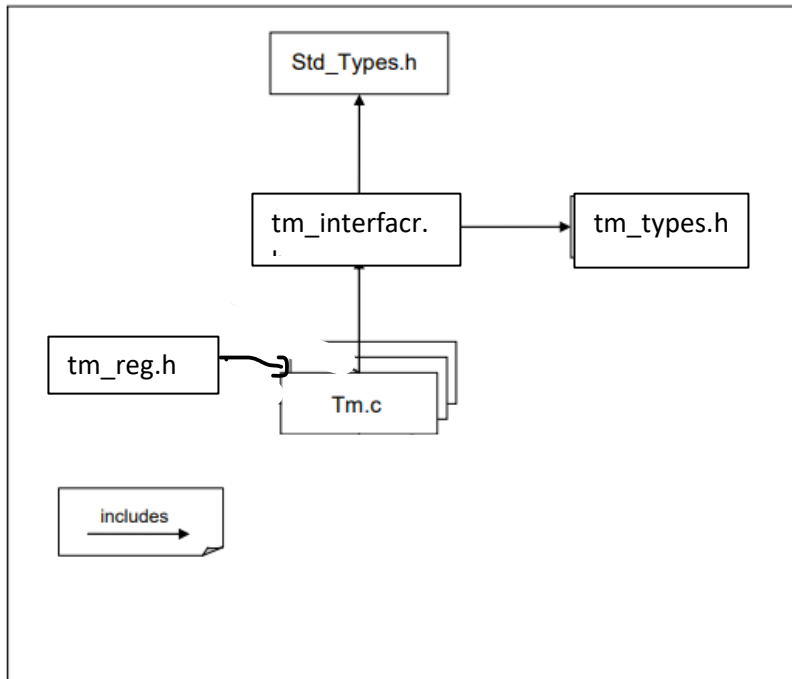 Std_Types.h
tm_interfacr.
tm_types.h
tm_reg.h
Tm.c
includes